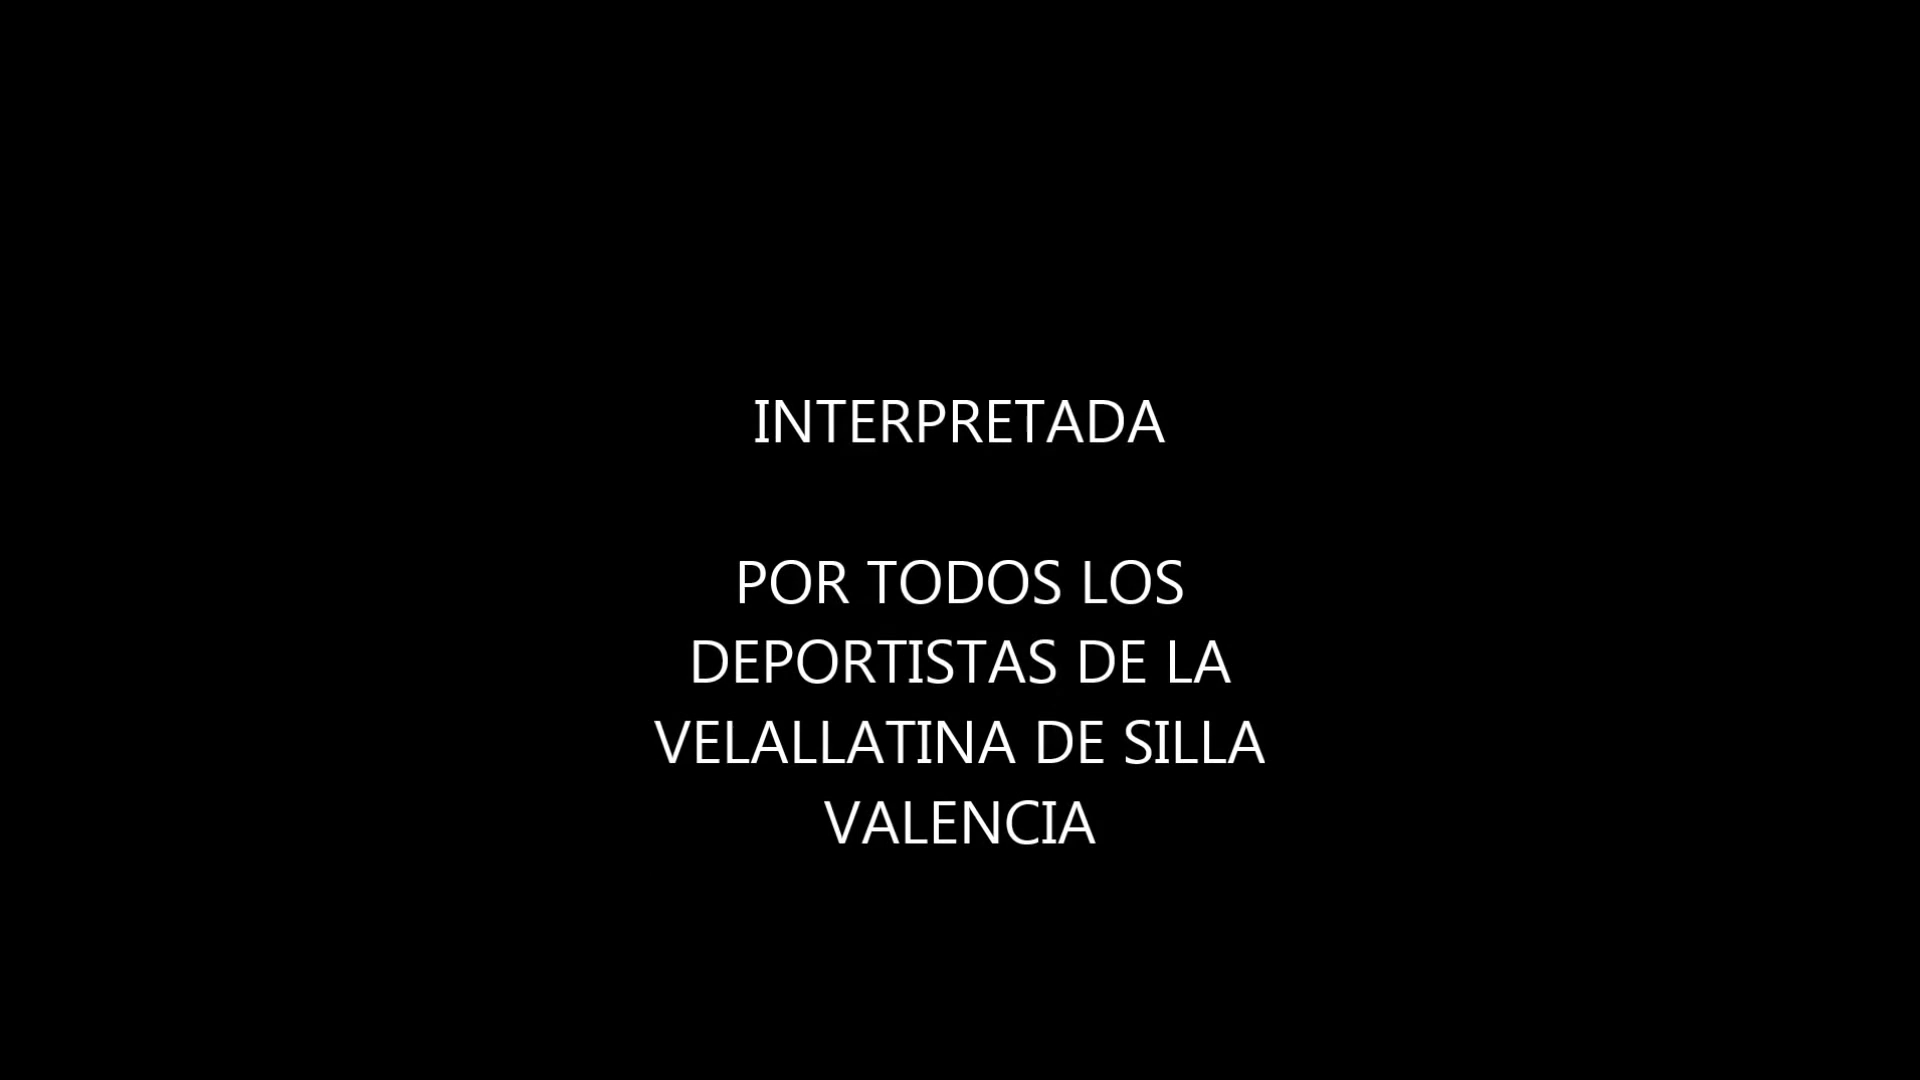 INTERPRETADA
POR TODOS LOS
DEPORTISTAS DE LA
VELALLATINA DE SILLA
VALENCIA